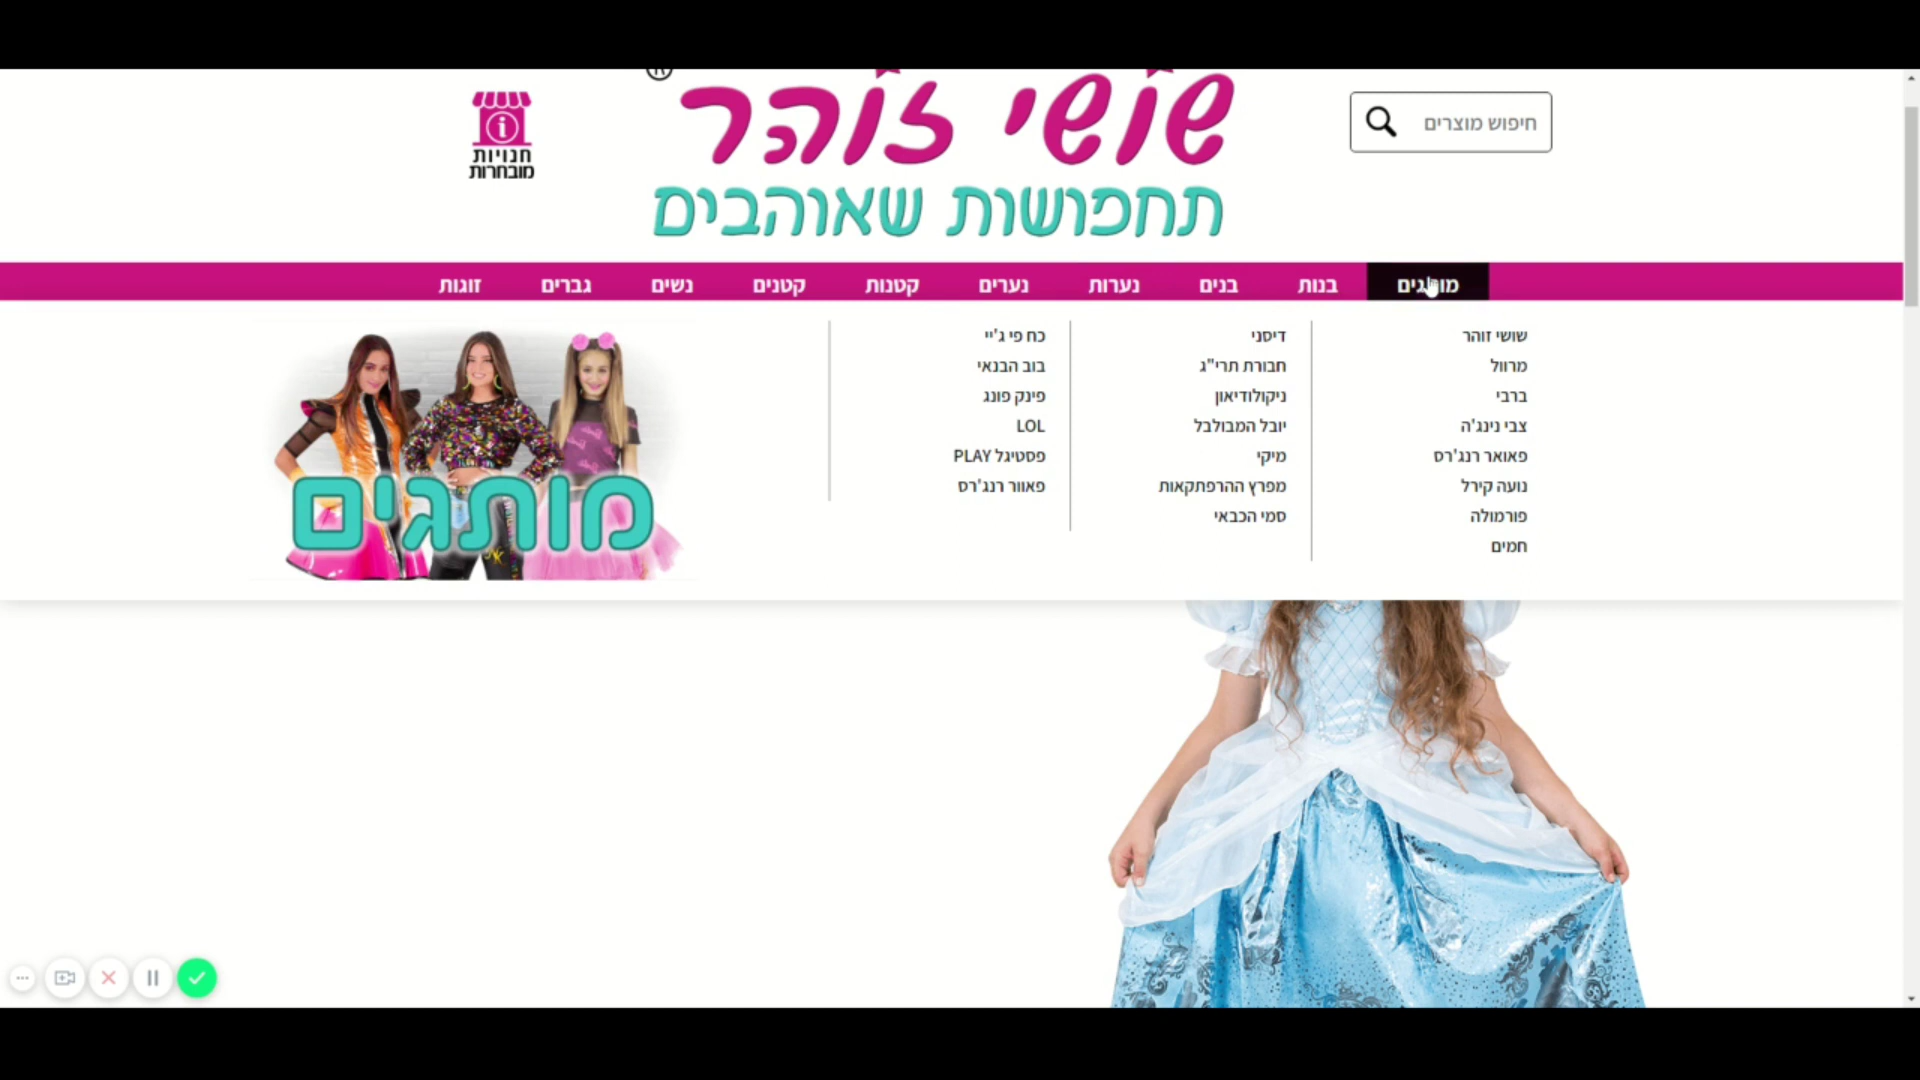 ®
שושי זוהר
תחפושות שאוהבים
חיפוש מוצרים
חנויות
מובחרות
מותגים
בנות
בנים
נערות
נערים
קטנות
קטנים
נשים
גברים
זוגות
שושי זוהר
מרוול
ברבי
צבי נינג'ה
פאואר רנג'רס
נועה קירל
פורמולה
חמים
דיסני
חבורת תרי"ג
ניקולודיאון
יובל המבולבל
מיקי
מפרץ ההרפתקאות
סמי הכבאי
כח פי ג'יי
בוב הבנאי
פינק פונג
LOL
פסטיגל PLAY
פאוור רנג'רס
מותגים
NK